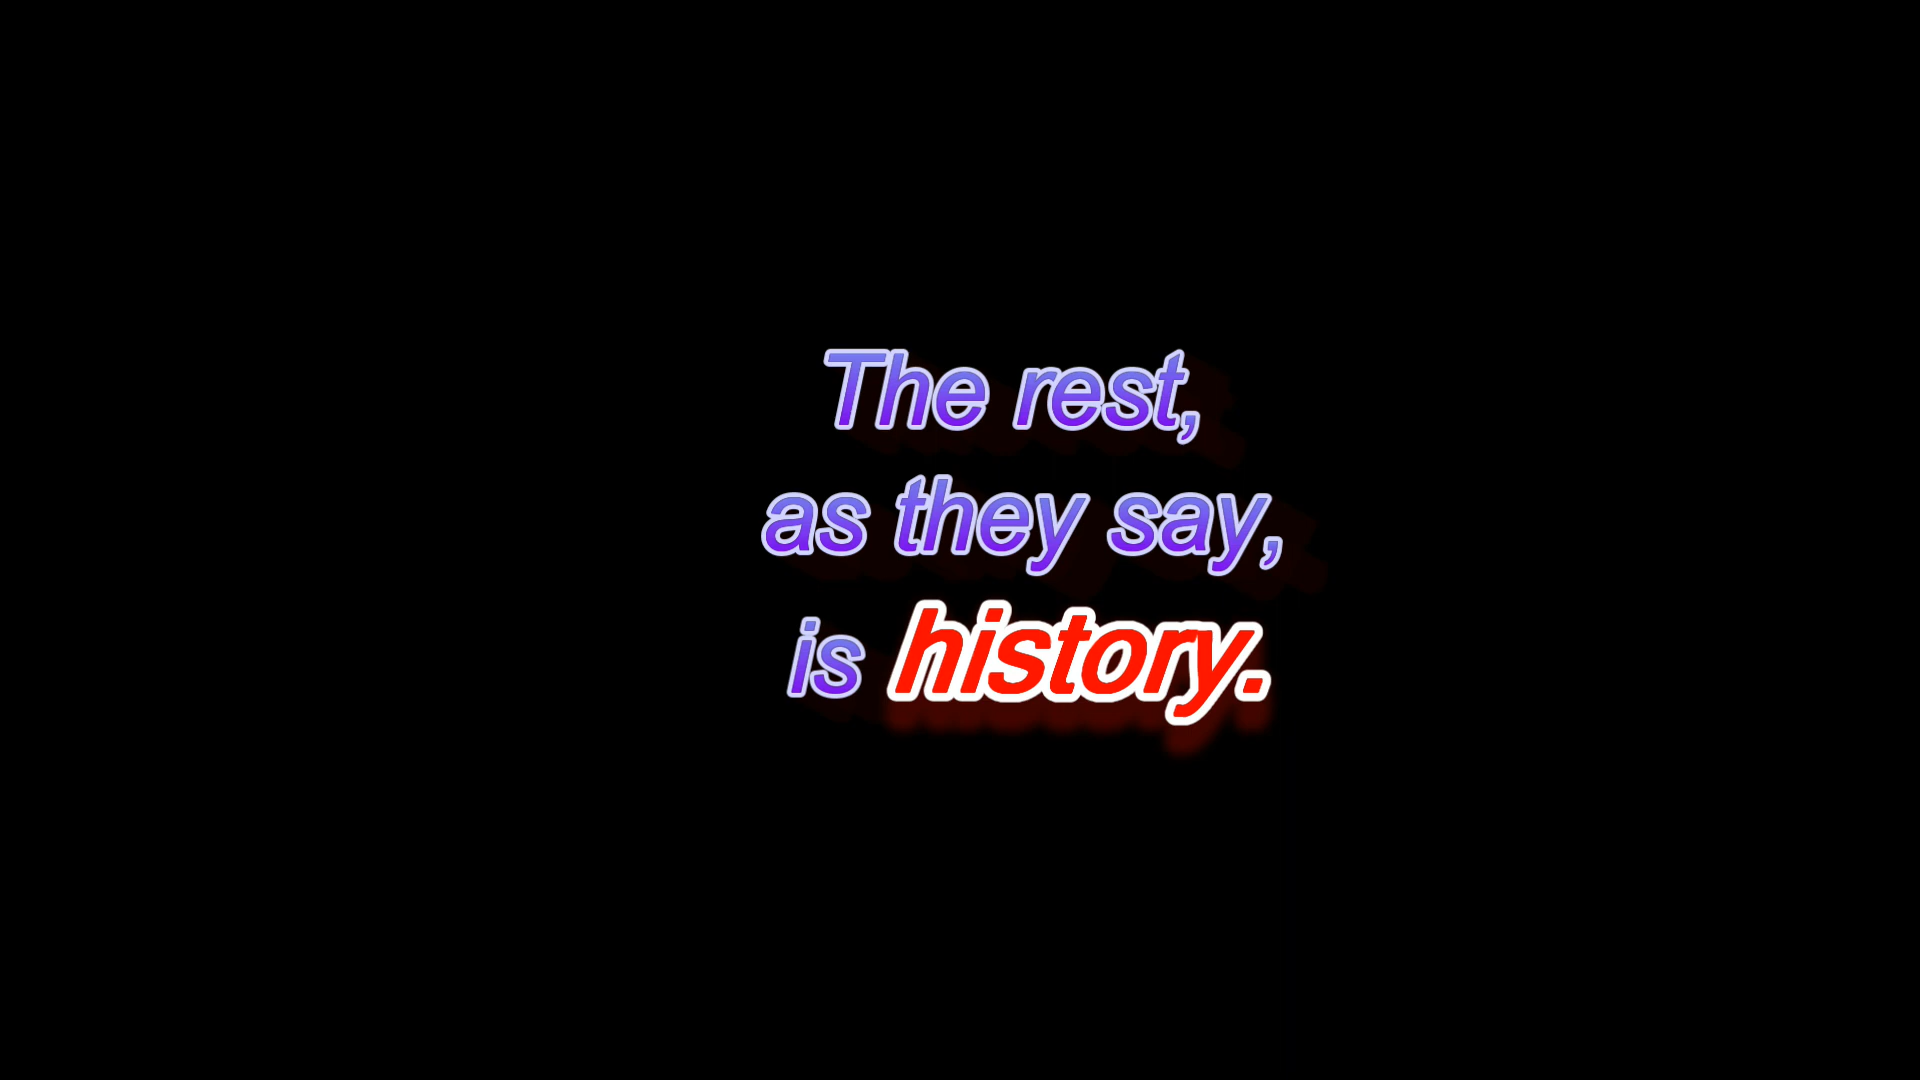 The rest,
as they say,
is history.